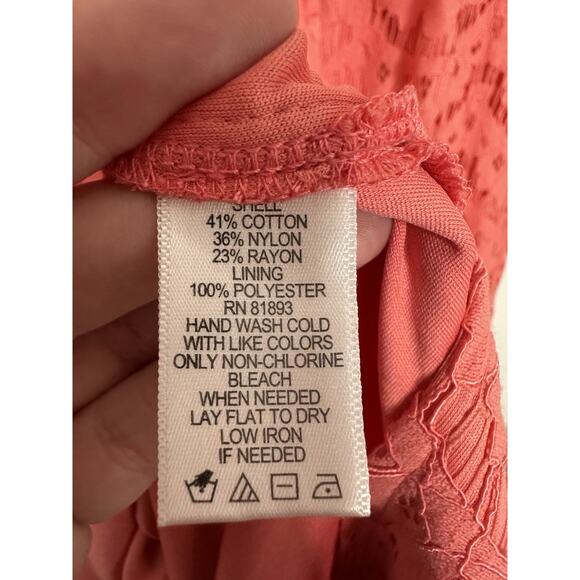 SHELL
41% COTTON
36% NYLON
23% RAYON
LINING
100% POLYESTER
RN 81893
HAND WASH COLD
WITH LIKE COLORS
ONLY NON-CHLORINE
BLEACH
WHEN NEEDED
LAY FLAT TO DRY
LOW IRON
IF NEEDED